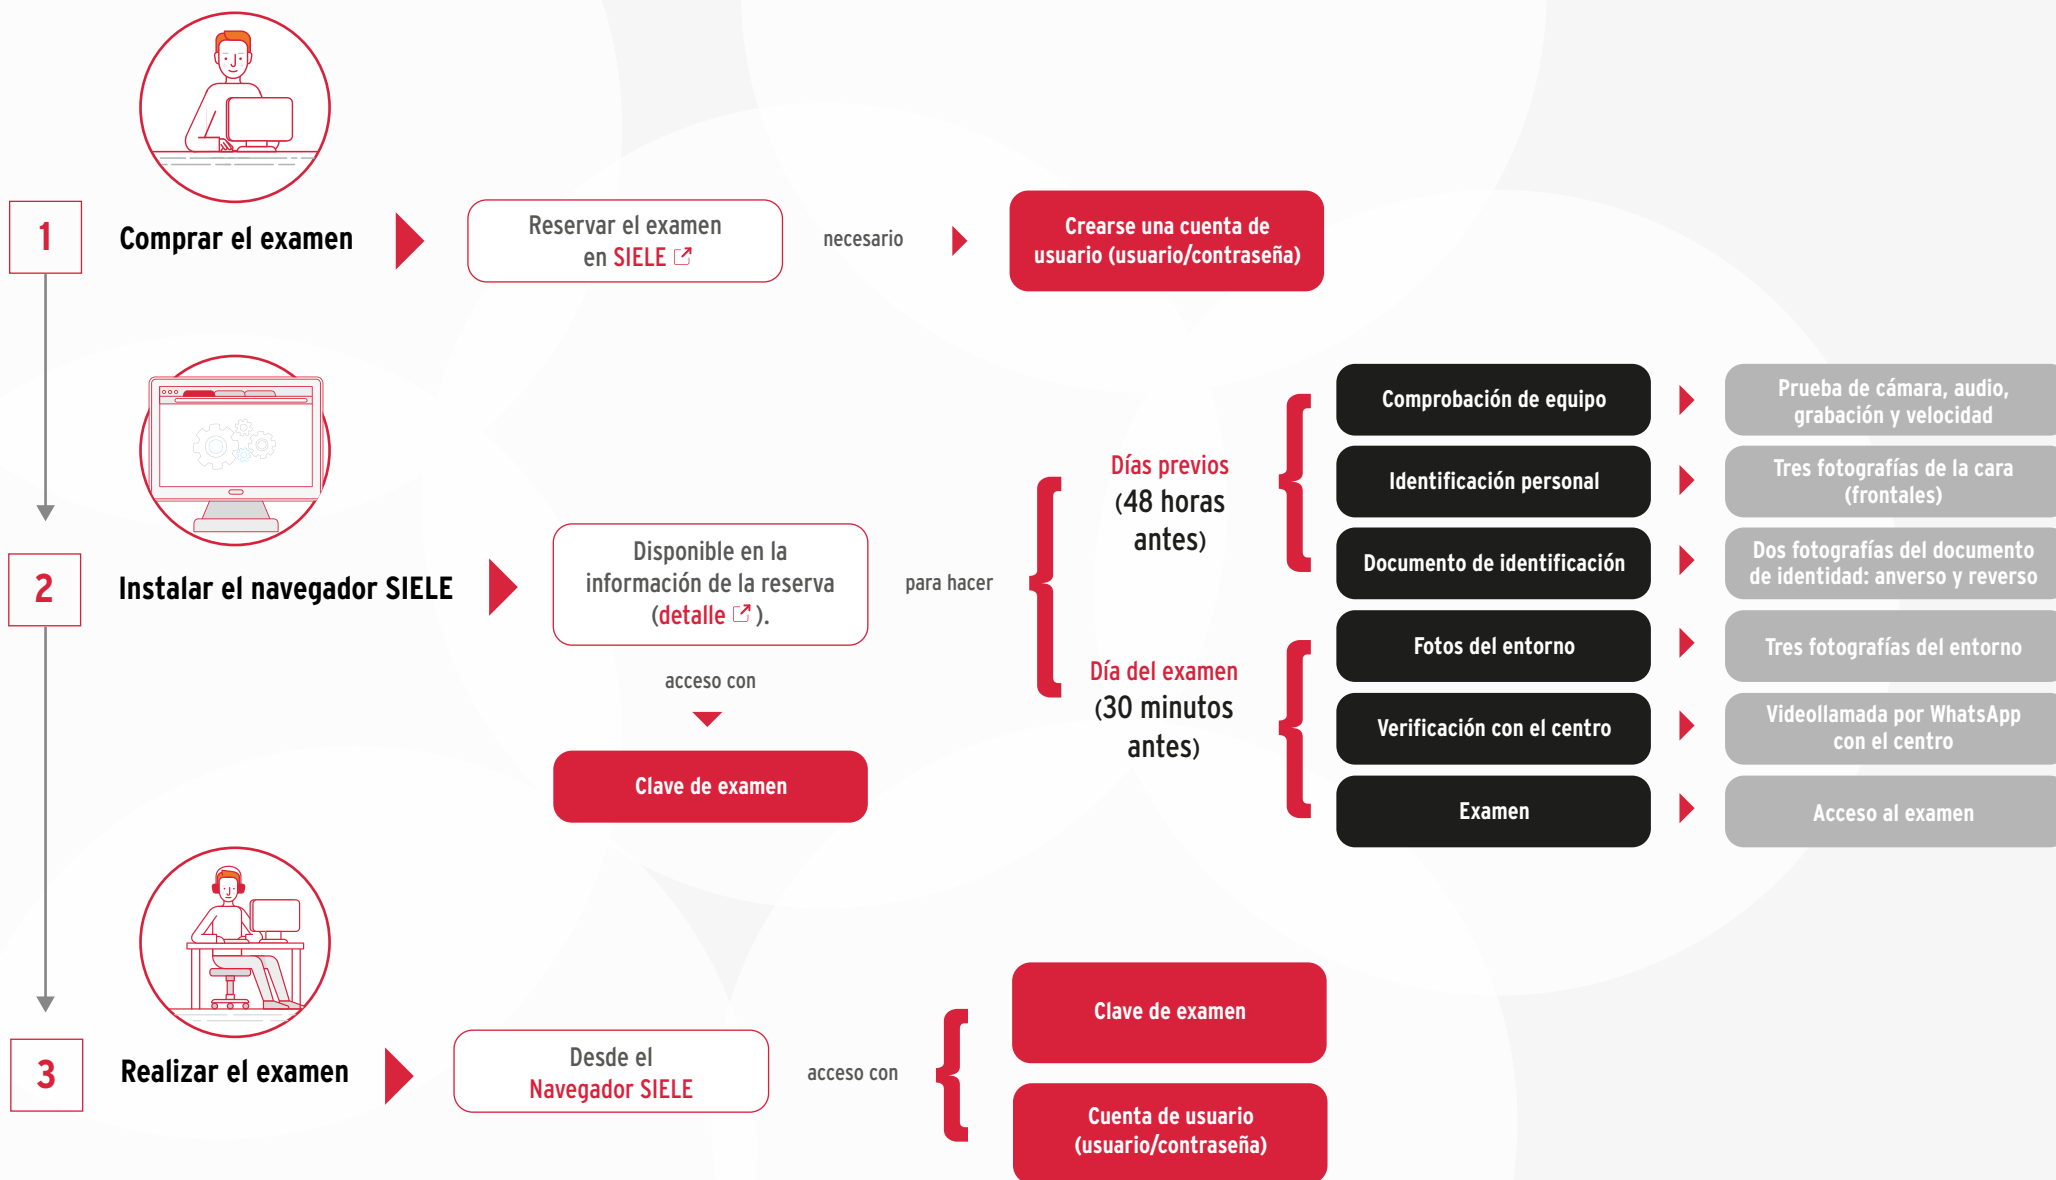 1
Comprar el examen
Reservar el examen
en SIELE
necesario
Crearse una cuenta de
usuario (usuario/contraseña)
2
Instalar el navegador SIELE
Disponible en la
información de la reserva
(detalle).
acceso con
Clave de examen
para hacer
Días previos
(48 horas
antes)
Comprobación de equipo
Prueba de cámara, audio,
grabación y velocidad
Identificación personal
Tres fotografías de la cara
(frontales)
Documento de identificación
Dos fotografías del documento
de identidad: anverso y reverso
Día del examen
(30 minutos
antes)
Fotos del entorno
Tres fotografías del entorno
Verificación con el centro
Videollamada por WhatsApp
con el centro
Examen
Acceso al examen
3
Realizar el examen
Desde el
Navegador SIELE
acceso con
Clave de examen
Cuenta de usuario
(usuario/contraseña)